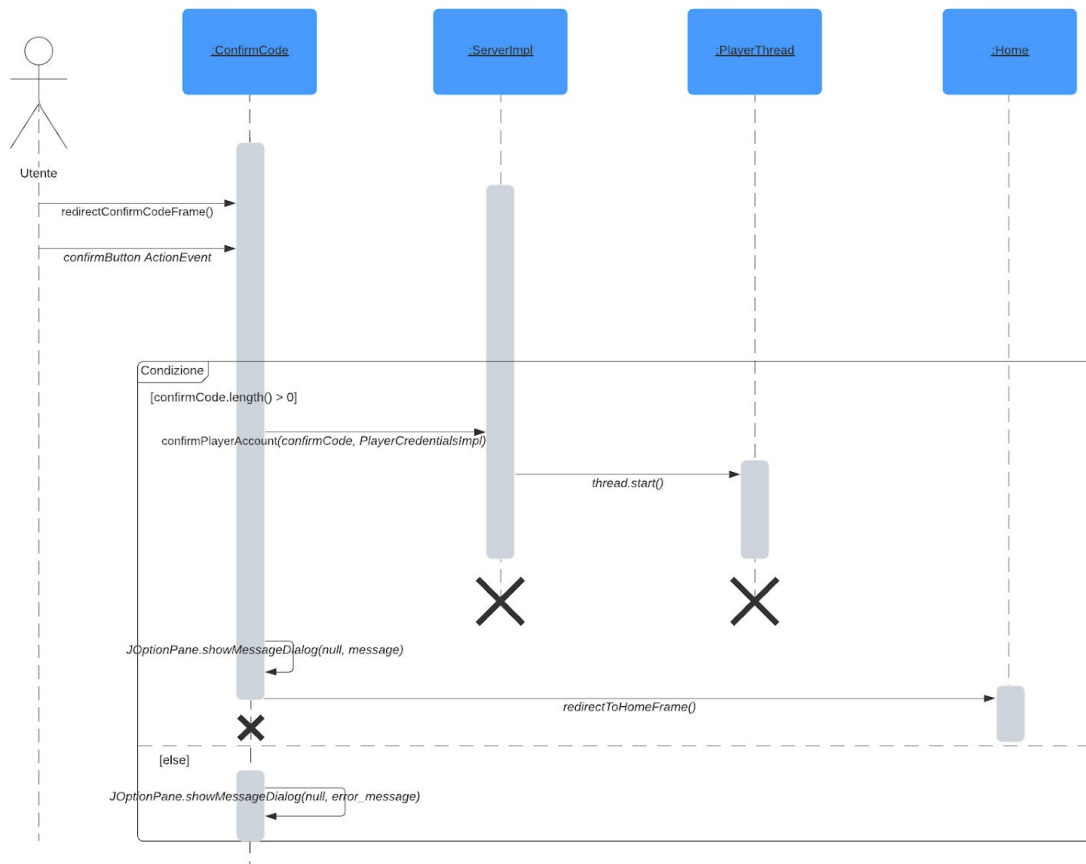 :ConfirmCode
:ServerImpl
:PlayerThread
:Home
Utente
redirectConfirmCodeFrame()
confirmButton ActionEvent
Condizione
[confirmCode.length() > 0]
confirmPlayerAccount(confirmCode, PlayerCredentialsImpl)
thread.start()
JOptionPane.showMessageDialog(null, message)
redirectToHomeFrame()
[else]
JOptionPane.showMessageDialog(null, error_message)